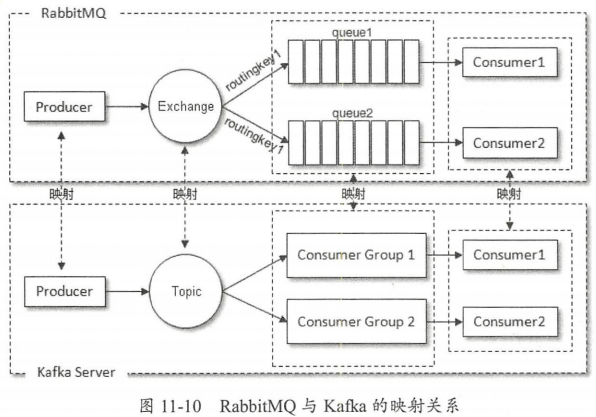 RabbitMQ
queue1
routingkey1
Consumer1
Producer
Exchange
queue2
routingkey1
Consumer2
映射
映射
映射
映射
Consumer Group 1
Consumer1
Producer
Topic
Consumer Group 2
Consumer2
Kafka Server
图 11-10 RabbitMQ 与 Kafka 的映射关系